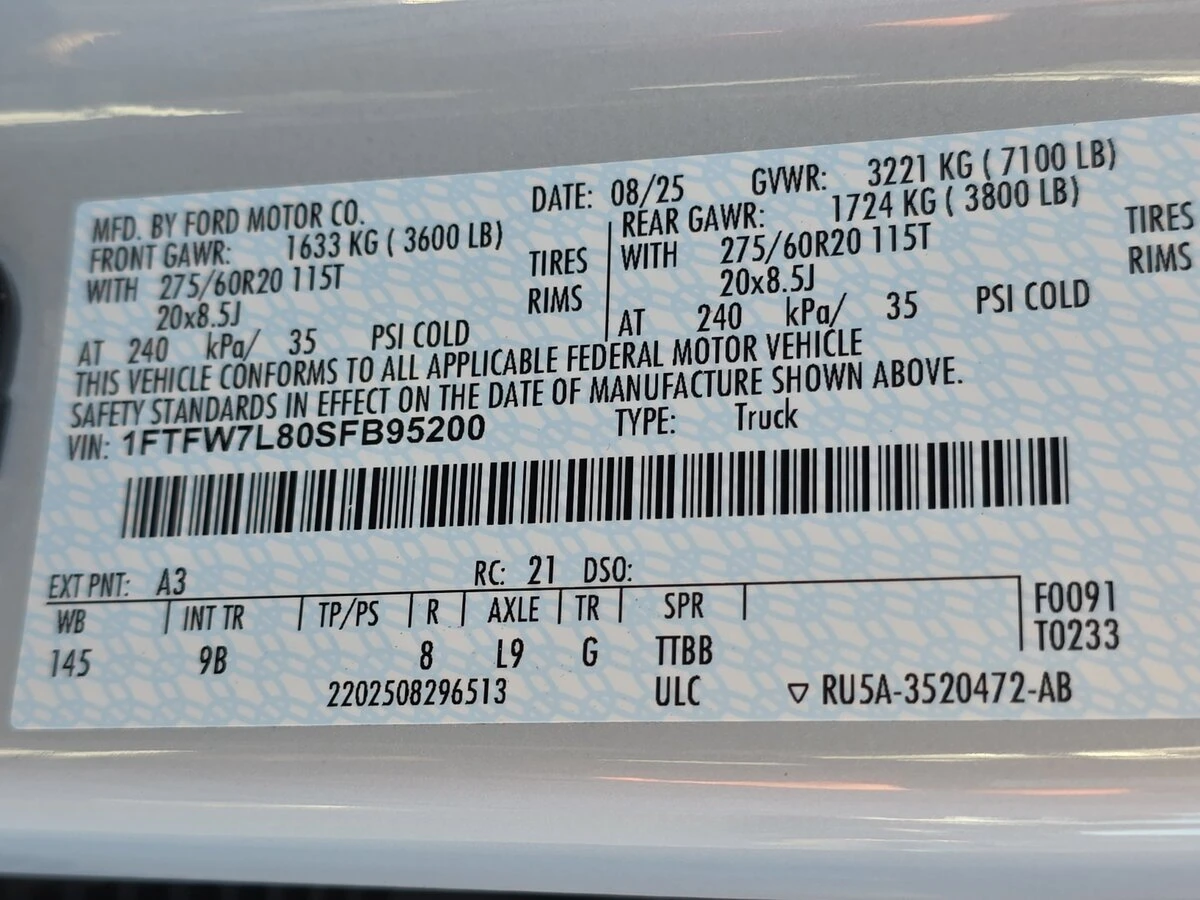 MFD. BY FORD MOTOR CO. DATE: 08/25 GVWR: 3221 KG ( 7100 LB)
FRONT GAWR: 1633 KG ( 3600 LB) REAR GAWR: 1724 KG ( 3800 LB)
WITH 275/60R20 115T TIRES WITH 275/60R20 115T TIRES
20x8.5J RIMS 20x8.5J RIMS
AT 240 kPa/ 35 PSI COLD AT 240 kPa/ 35 PSI COLD
THIS VEHICLE CONFORMS TO ALL APPLICABLE FEDERAL MOTOR VEHICLE
SAFETY STANDARDS IN EFFECT ON THE DATE OF MANUFACTURE SHOWN ABOVE.
VIN: 1FTFW7L80SFB95200 TYPE: Truck
EXT PNT: A3 RC: 21 DSO:
WB INT TR TP/PS R AXLE TR SPR F0091
145 9B 8 L9 G TTBB T0233
2202508296513 ULC ▽ RU5A-3520472-AB